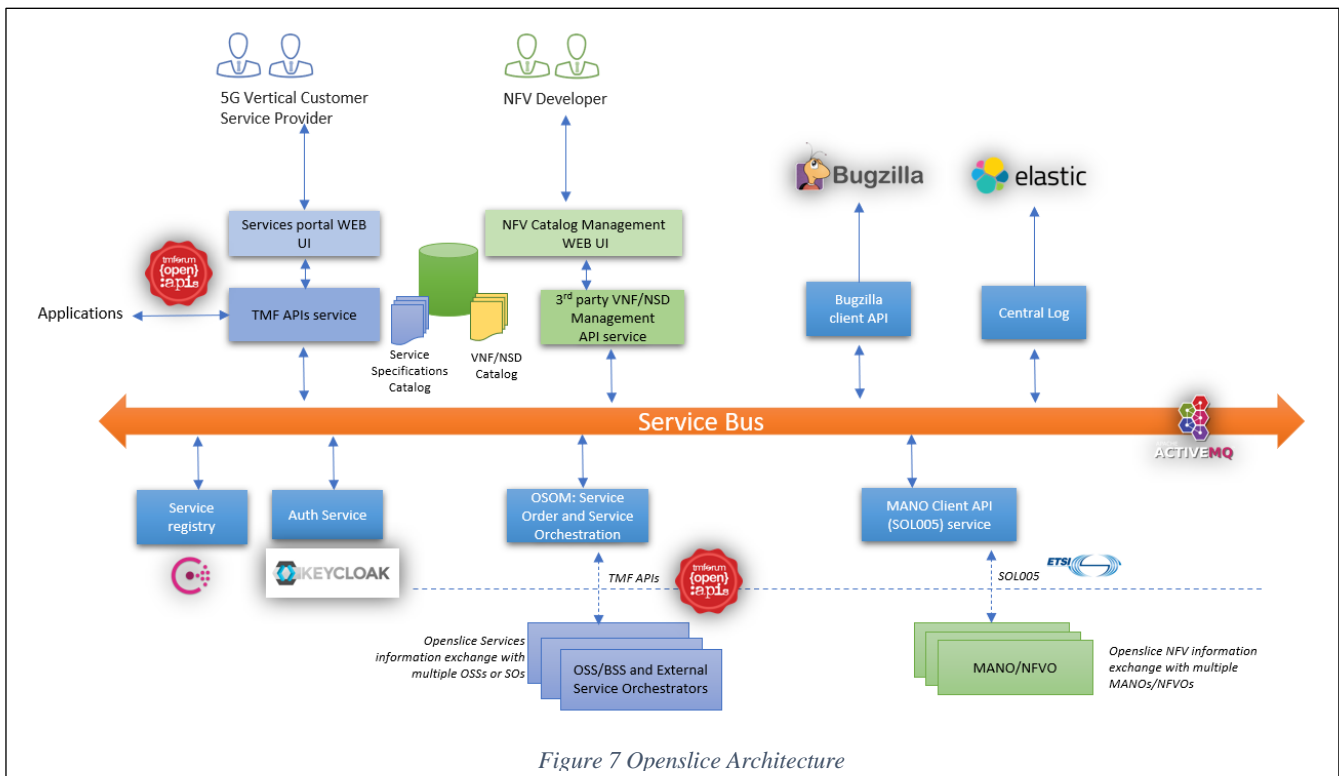 5G Vertical Customer
Service Provider
NFV Developer
Bugzilla
elastic
Services portal WEB
UI
NFV Catalog Management
WEB UI
tmforum
{open}
:apis
Applications
TMF APIs service
3rd party VNF/NSD
Management
API service
Bugzilla
client API
Central Log
Service
Specifications
Catalog
VNF/NSD
Catalog
Service Bus
ACTIVEMQ
Service
registry
Auth Service
OSOM: Service
Order and Service
Orchestration
MANO Client API
(SOL005) service
KEYCLOAK
TMF APIs
tmforum
{open}
:apis
SOL005
ETSI
Openslice Services
information exchange with
multiple OSSs or SOs
OSS/BSS and External
Service Orchestrators
MANO/NFVO
Openslice NFV information
exchange with multiple
MANOs/NFVOs
Figure 7 Openslice Architecture